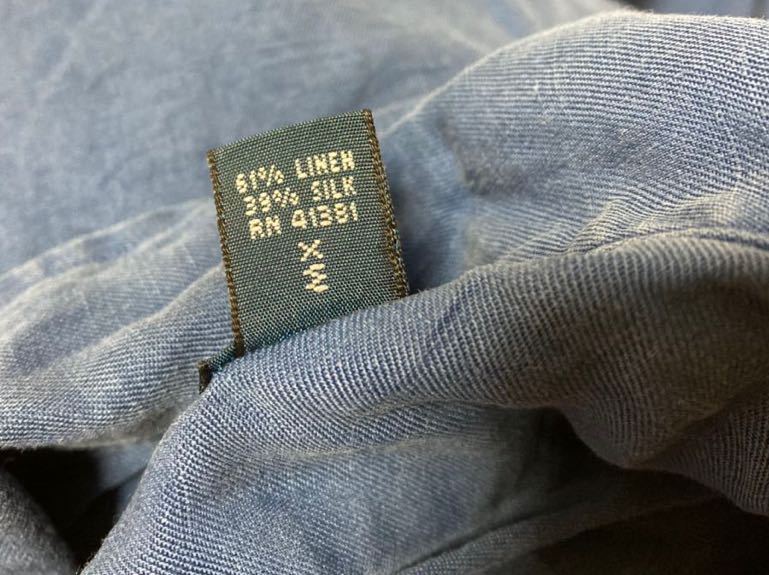 61% LINEN
39% SILK
RN 41381
X